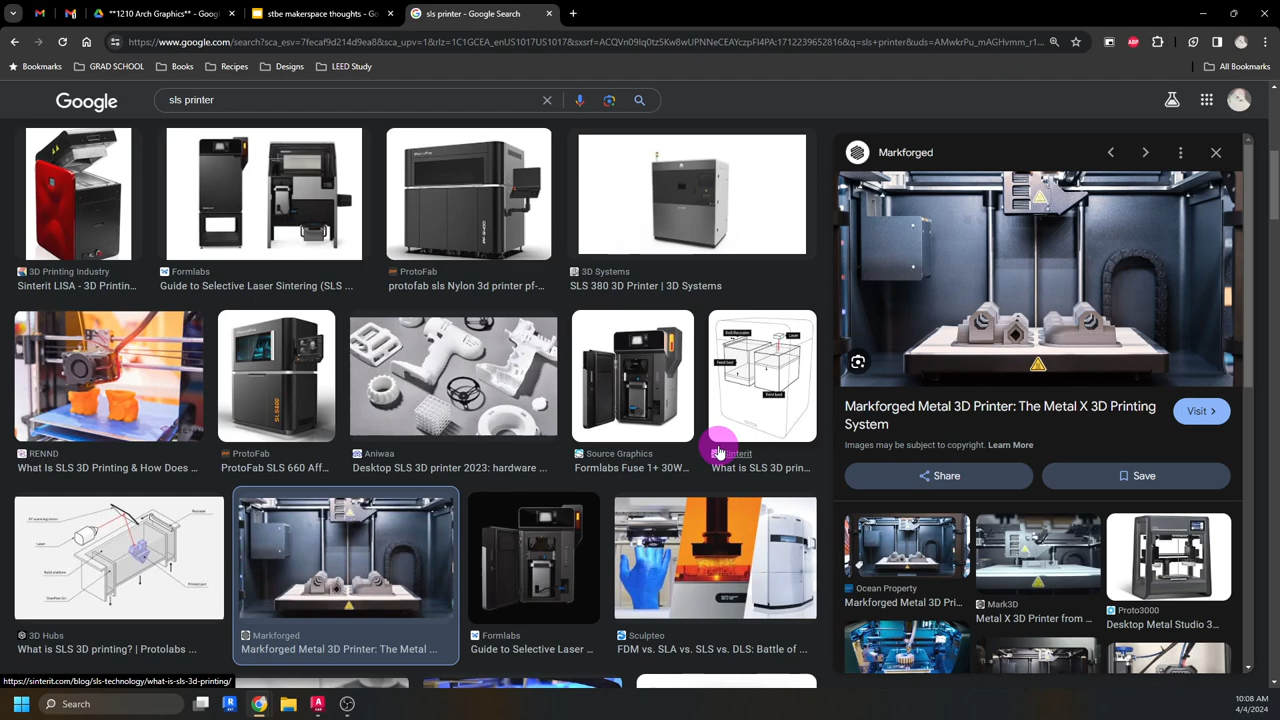 **1210 Arch Graphics** - Goog
stbe makerspace thoughts - Goo
sls printer - Google Search
https://www.google.com/search?sca_esv=7fecaf9d214d9ea8&sca_upv=1&rlz=1C1GCEA_enUS1017US1017&sxsrf=ACQVn09Iq0tz5Kw8wUPNNeCEAYczpFI4PA:1712239652816&q=sls+printer&uds=AMwkrPu_mAGHvmm_r1...
Bookmarks
GRAD SCHOOL
Books
Recipes
Designs
LEED Study
All Bookmarks
Google
sls printer
3D Printing Industry
Sinterit LISA - 3D Printin...
Formlabs
Guide to Selective Laser Sintering (SLS ...
ProtoFab
protofab sls Nylon 3d printer pf-...
3D Systems
SLS 380 3D Printer | 3D Systems
RENND
What Is SLS 3D Printing & How Does ...
SLS600
ProtoFab
ProtoFab SLS 660 Aff...
Aniwaa
Desktop SLS 3D printer 2023: hardware ...
Source Graphics
Formlabs Fuse 1+ 30W...
Laser
Sinterit
What is SLS 3D prin...
3D Hubs
What is SLS 3D printing? | Protolabs ...
Markforged
Markforged Metal 3D Printer: The Metal ...
Formlabs
Guide to Selective Laser ...
Sculpteo
FDM vs. SLA vs. SLS vs. DLS: Battle of ...
Markforged
Markforged Metal 3D Printer: The Metal X 3D Printing
System
Visit
Images may be subject to copyright. Learn More
Share
Save
Ocean Property
Markforged Metal 3D Pri...
Mark3D
Metal X 3D Printer from ...
Proto3000
Desktop Metal Studio 3...
https://sinterit.com/blog/sls-technology/what-is-sls-3d-printing/
Search
10:08 AM
4/4/2024